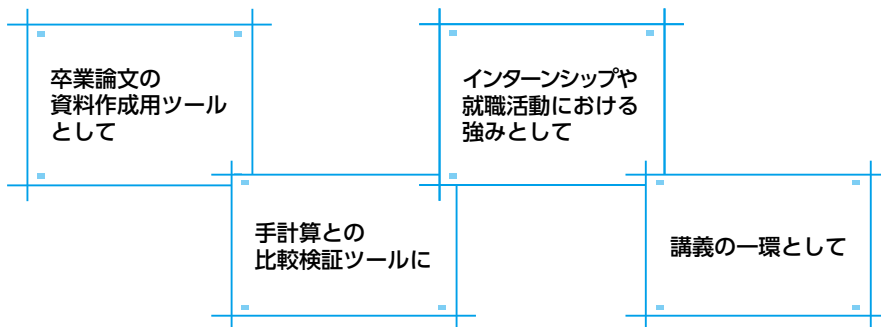 卒業論文の
資料作成用ツール
として
インターンシップや
就職活動における
強みとして
手計算との
比較検証ツールに
講義の一環として